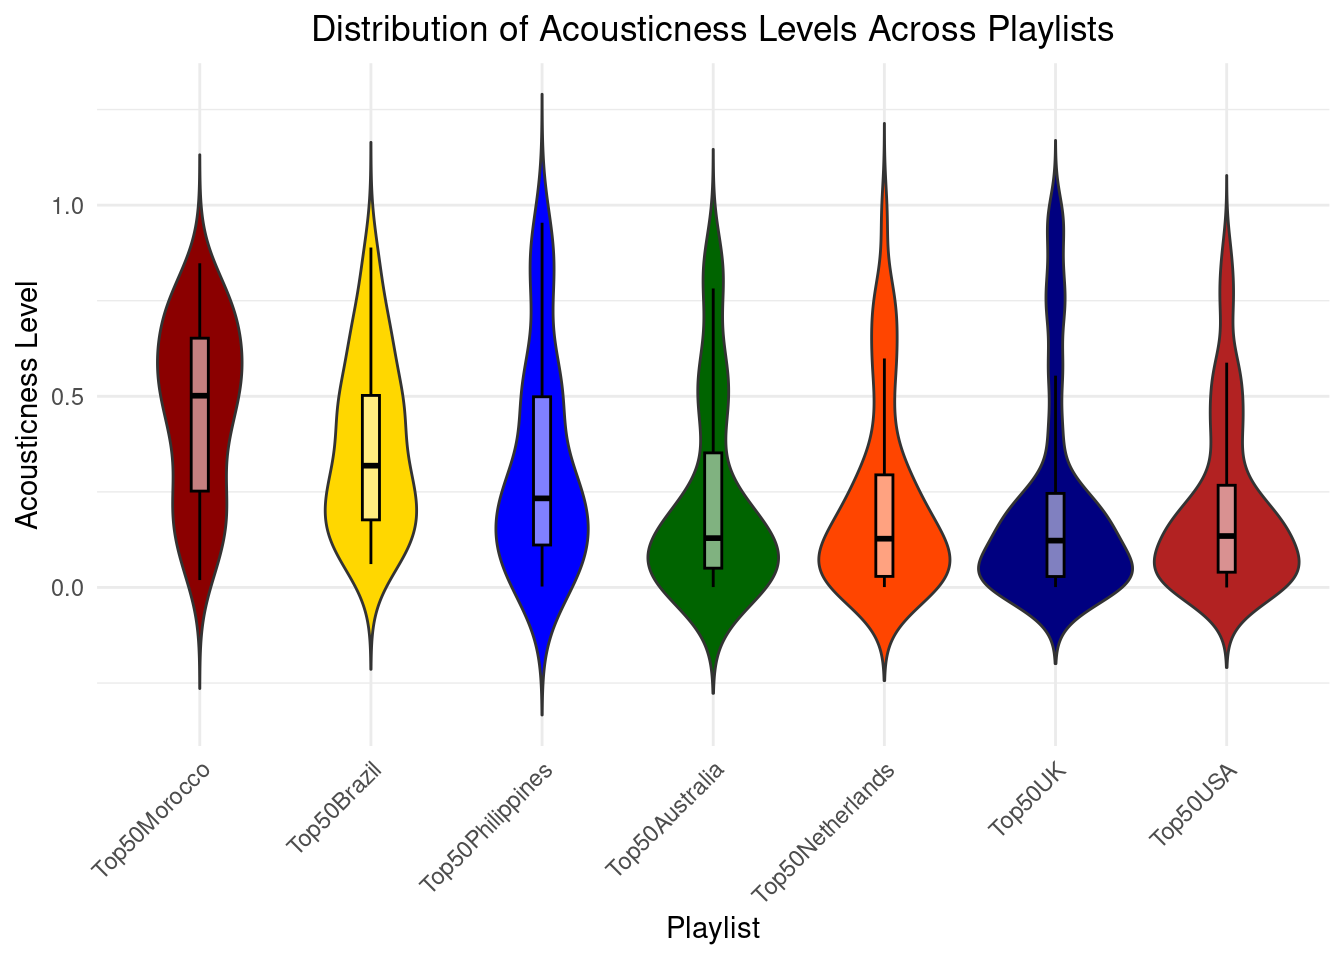 Distribution of Acousticness Levels Across Playlists
Acousticness Level
1.0
0.5
0.0
Top50Morocco
Top50Brazil
Top50Philippines
Top50Australia
Top50Netherlands
Top50UK
Top50USA
Playlist